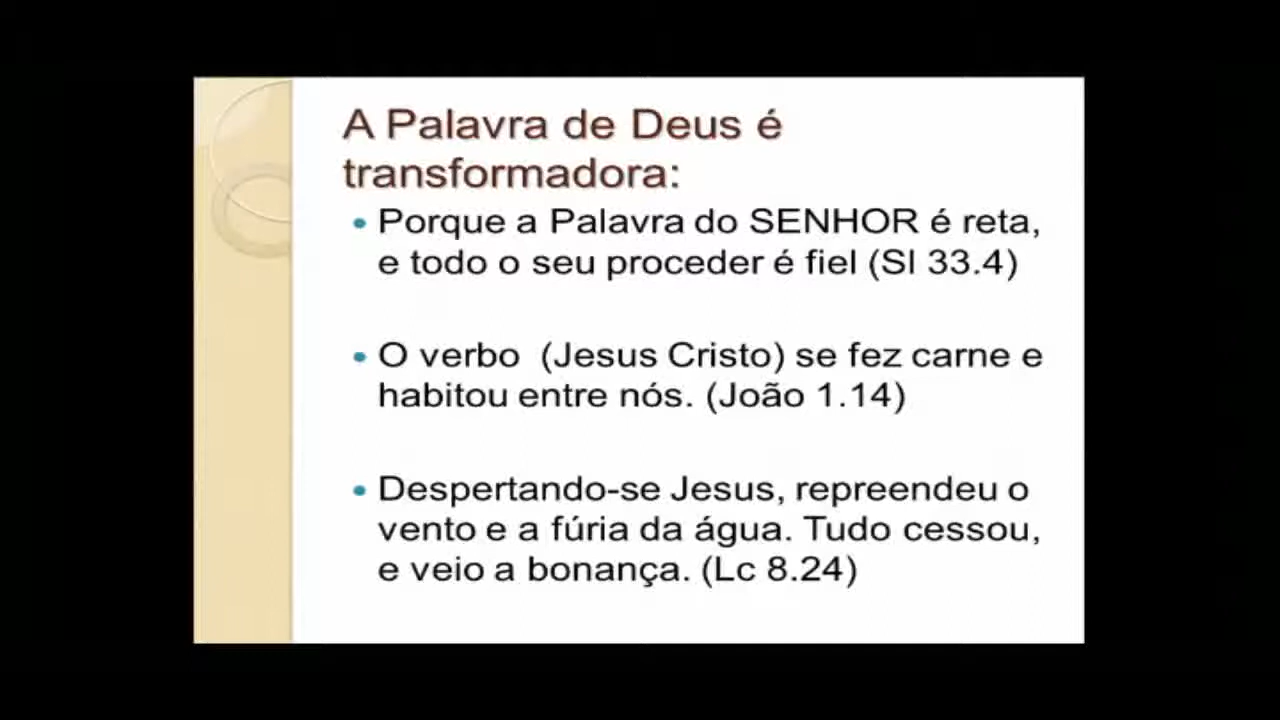 A Palavra de Deus é
transformadora:
• Porque a Palavra do SENHOR é reta,
e todo o seu proceder é fiel (Sl 33.4)
• O verbo  (Jesus Cristo) se fez carne e
habitou entre nós. (João 1.14)
• Despertando-se Jesus, repreendeu o
vento e a fúria da água. Tudo cessou,
e veio a bonança. (Lc 8.24)